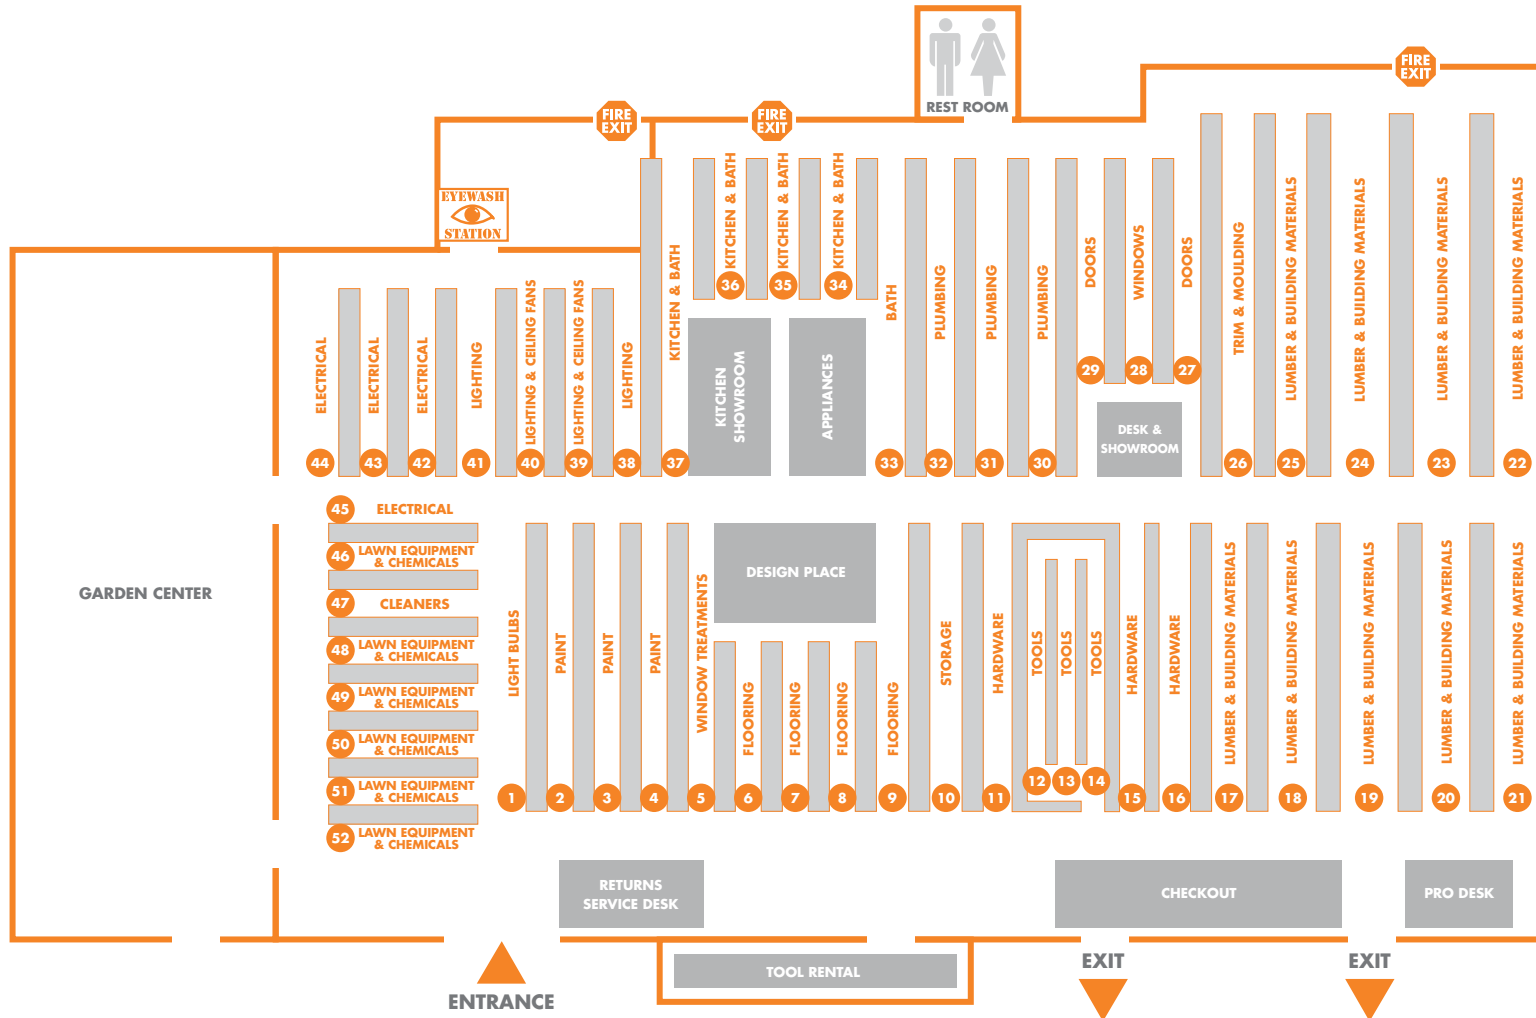 REST ROOM
FIRE
EXIT
FIRE
EXIT
FIRE
EXIT
EYEWASH
STATION
ELECTRICAL
44
ELECTRICAL
43
ELECTRICAL
42
LIGHTING
41
LIGHTING & CEILING FANS
40
LIGHTING & CEILING FANS
39
LIGHTING
38
KITCHEN & BATH
37
KITCHEN & BATH
36
KITCHEN & BATH
35
KITCHEN & BATH
34
KITCHEN
SHOWROOM
APPLIANCES
BATH
33
PLUMBING
32
PLUMBING
31
PLUMBING
30
DOORS
29
WINDOWS
28
DOORS
27
DESK &
SHOWROOM
TRIM & MOULDING
26
LUMBER & BUILDING MATERIALS
25
LUMBER & BUILDING MATERIALS
24
LUMBER & BUILDING MATERIALS
23
LUMBER & BUILDING MATERIALS
22
GARDEN CENTER
45 ELECTRICAL
46 LAWN EQUIPMENT
& CHEMICALS
47 CLEANERS
48 LAWN EQUIPMENT
& CHEMICALS
49 LAWN EQUIPMENT
& CHEMICALS
50 LAWN EQUIPMENT
& CHEMICALS
51 LAWN EQUIPMENT
& CHEMICALS
52 LAWN EQUIPMENT
& CHEMICALS
LIGHT BULBS
1
PAINT
2
PAINT
3
PAINT
4
WINDOW TREATMENTS
5
DESIGN PLACE
FLOORING
6
FLOORING
7
FLOORING
8
FLOORING
9
STORAGE
10
HARDWARE
11
TOOLS
12
TOOLS
13
TOOLS
14
HARDWARE
15
HARDWARE
16
LUMBER & BUILDING MATERIALS
17
LUMBER & BUILDING MATERIALS
18
LUMBER & BUILDING MATERIALS
19
LUMBER & BUILDING MATERIALS
20
LUMBER & BUILDING MATERIALS
21
RETURNS
SERVICE DESK
CHECKOUT
PRO DESK
ENTRANCE
TOOL RENTAL
EXIT
EXIT